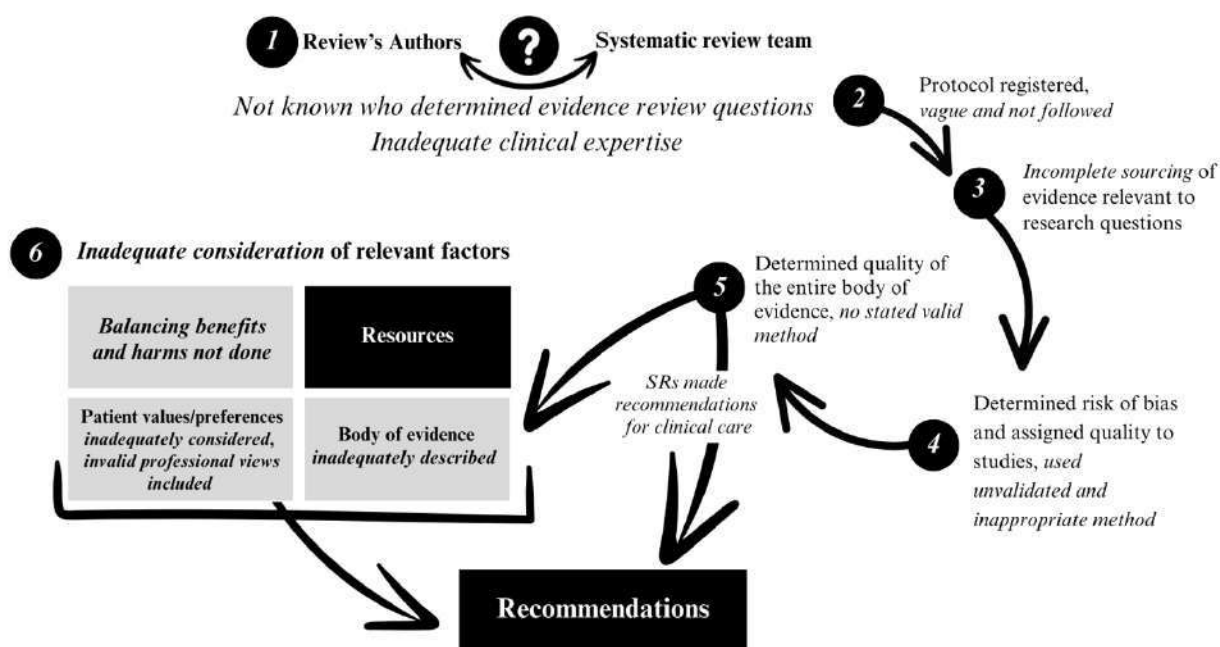 1 Review's Authors ? Systematic review team
Not known who determined evidence review questions
Inadequate clinical expertise
2 Protocol registered,
vague and not followed
3 Incomplete sourcing of
evidence relevant to
research questions
4 Determined risk of bias
and assigned quality to
studies, used
unvalidated and
inappropriate method
5 Determined quality of
the entire body of
evidence, no stated valid
method
SRs made
recommendations
for clinical care
6 Inadequate consideration of relevant factors
Balancing benefits
and harms not done
Resources
Patient values/preferences
inadequately considered,
invalid professional views
included
Body of evidence
inadequately described
Recommendations